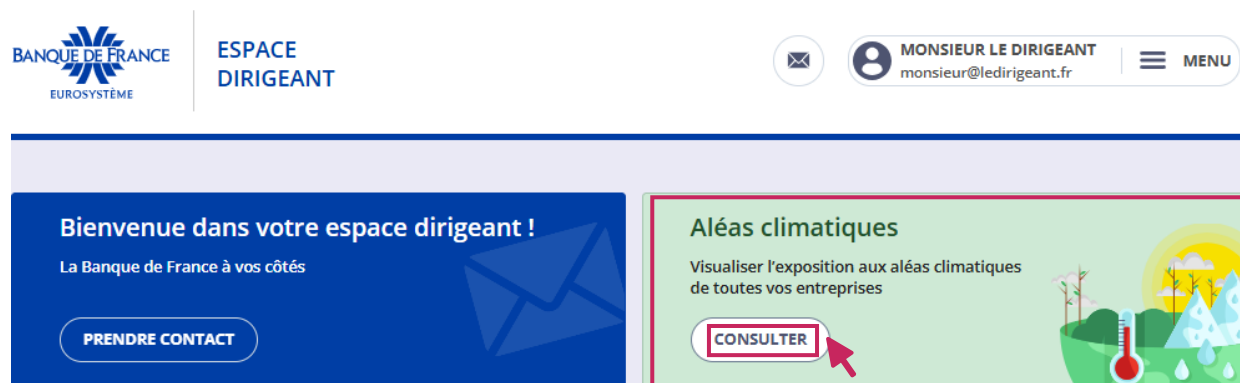 BANQUE DE FRANCE
EUROSYSTÈME
ESPACE
DIRIGEANT
MONSIEUR LE DIRIGEANT
monsieur@ledirigeant.fr
MENU
Bienvenue dans votre espace dirigeant !
La Banque de France à vos côtés
PRENDRE CONTACT
Aléas climatiques
Visualiser l'exposition aux aléas climatiques
de toutes vos entreprises
CONSULTER